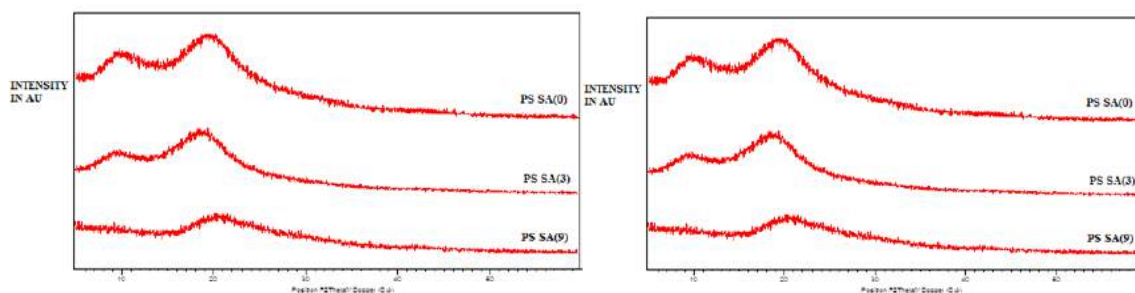 INTENSITY
IN AU
PS SA(0)
PS SA(3)
PS SA(9)
10
20
30
40
50
INTENSITY
IN AU
PS SA(0)
PS SA(3)
PS SA(9)
10
20
30